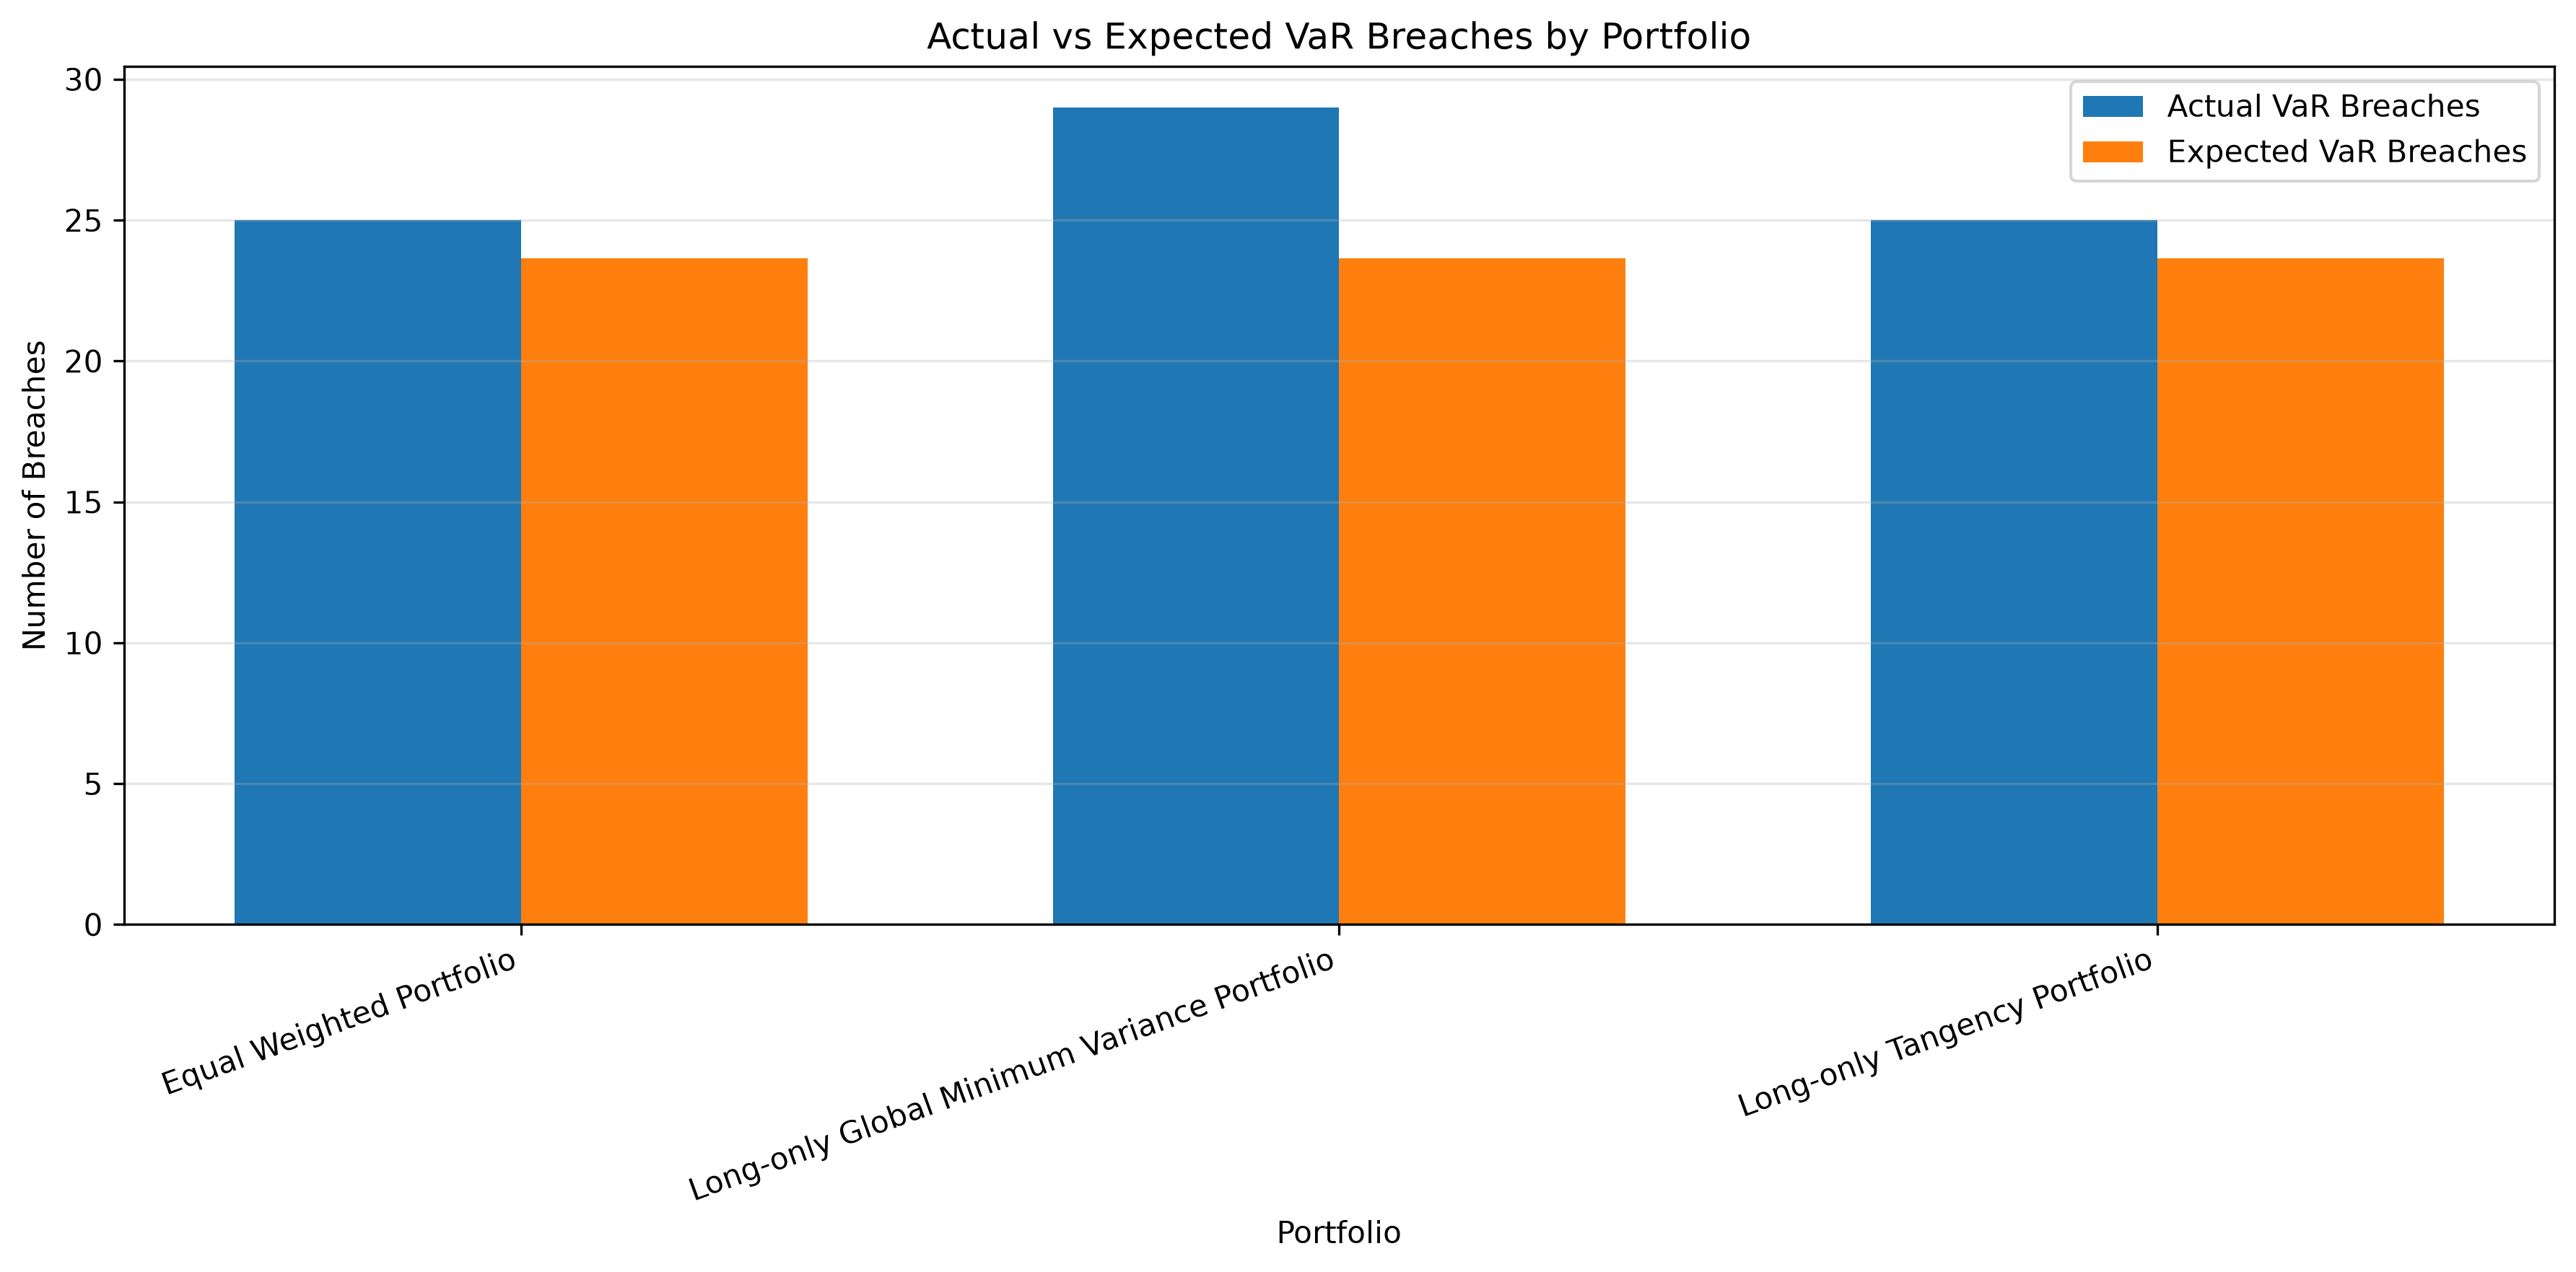 Actual vs Expected VaR Breaches by Portfolio
30
25
20
15
10
5
0
Number of Breaches
Actual VaR Breaches
Expected VaR Breaches
Equal Weighted Portfolio
Long-only Global Minimum Variance Portfolio
Long-only Tangency Portfolio
Portfolio